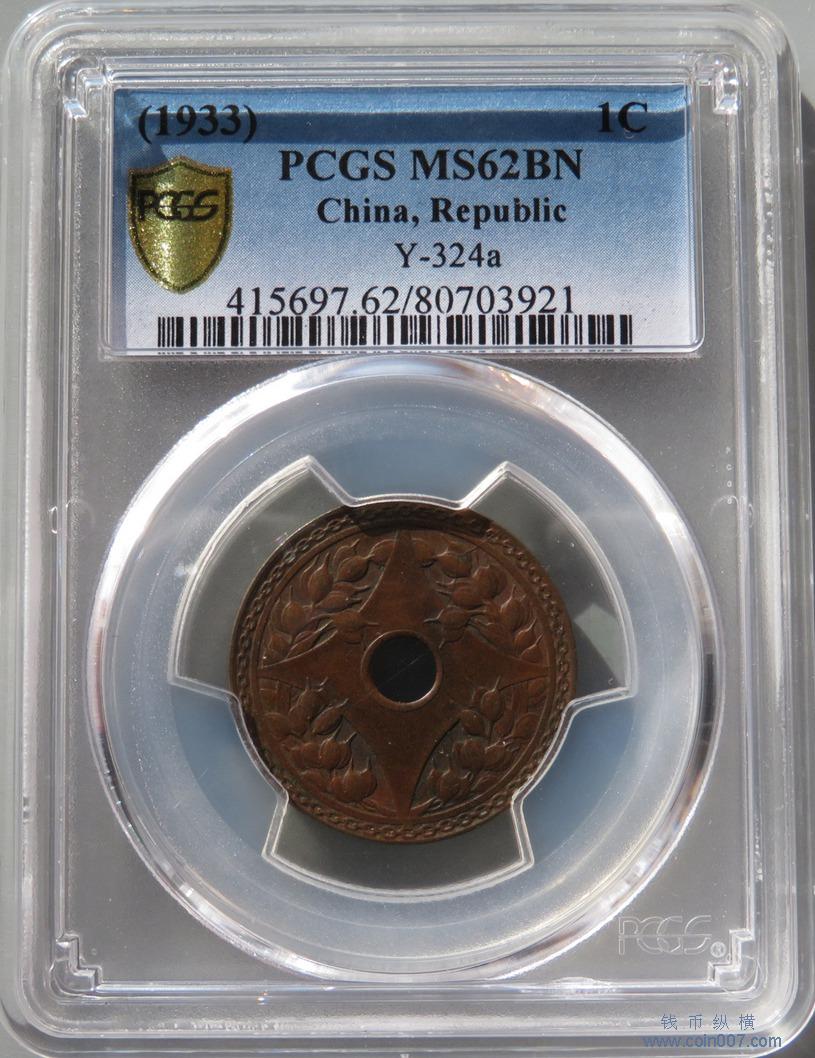 (1933) 1C
PCGS MS62BN
PCGS
China, Republic
Y-324a
415697.62/80703921
PCGS
钱币纵横
www.coin007.com